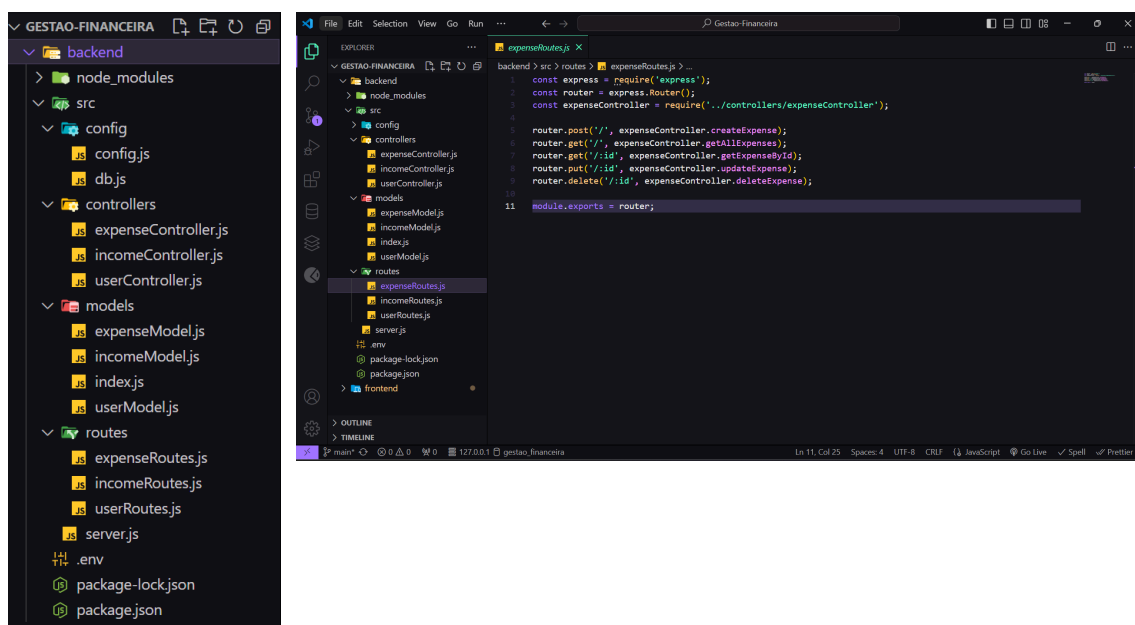 GESTAO-FINANCEIRA
backend
node_modules
src
config
config.js
db.js
controllers
expenseController.js
incomeController.js
userController.js
models
expenseModel.js
incomeModel.js
index.js
userModel.js
routes
expenseRoutes.js
incomeRoutes.js
userRoutes.js
server.js
.env
package-lock.json
package.json
File Edit Selection View Go Run ... Gestao-Financeira
EXPLORER ...
GESTAO-FINANCEIRA
backend
node_modules
src
config
controllers
expenseController.js
incomeController.js
userController.js
models
expenseModel.js
incomeModel.js
index.js
userModel.js
routes
expenseRoutes.js
incomeRoutes.js
userRoutes.js
server.js
.env
package-lock.json
package.json
frontend
OUTLINE
TIMELINE
expenseRoutes.js
backend > src > routes > expenseRoutes.js > ...
1 const express = require('express');
2 const router = express.Router();
3 const expenseController = require('../controllers/expenseController');
4
5 router.post('/', expenseController.createExpense);
6 router.get('/', expenseController.getAllExpenses);
7 router.get('/:id', expenseController.getExpenseById);
8 router.put('/:id', expenseController.updateExpense);
9 router.delete('/:id', expenseController.deleteExpense);
10
11 module.exports = router;
main* 0 0 0 127.0.0.1 gestao_financeira Ln 11, Col 25 Spaces: 4 UTF-8 CRLF JavaScript Go Live Spell Prettier